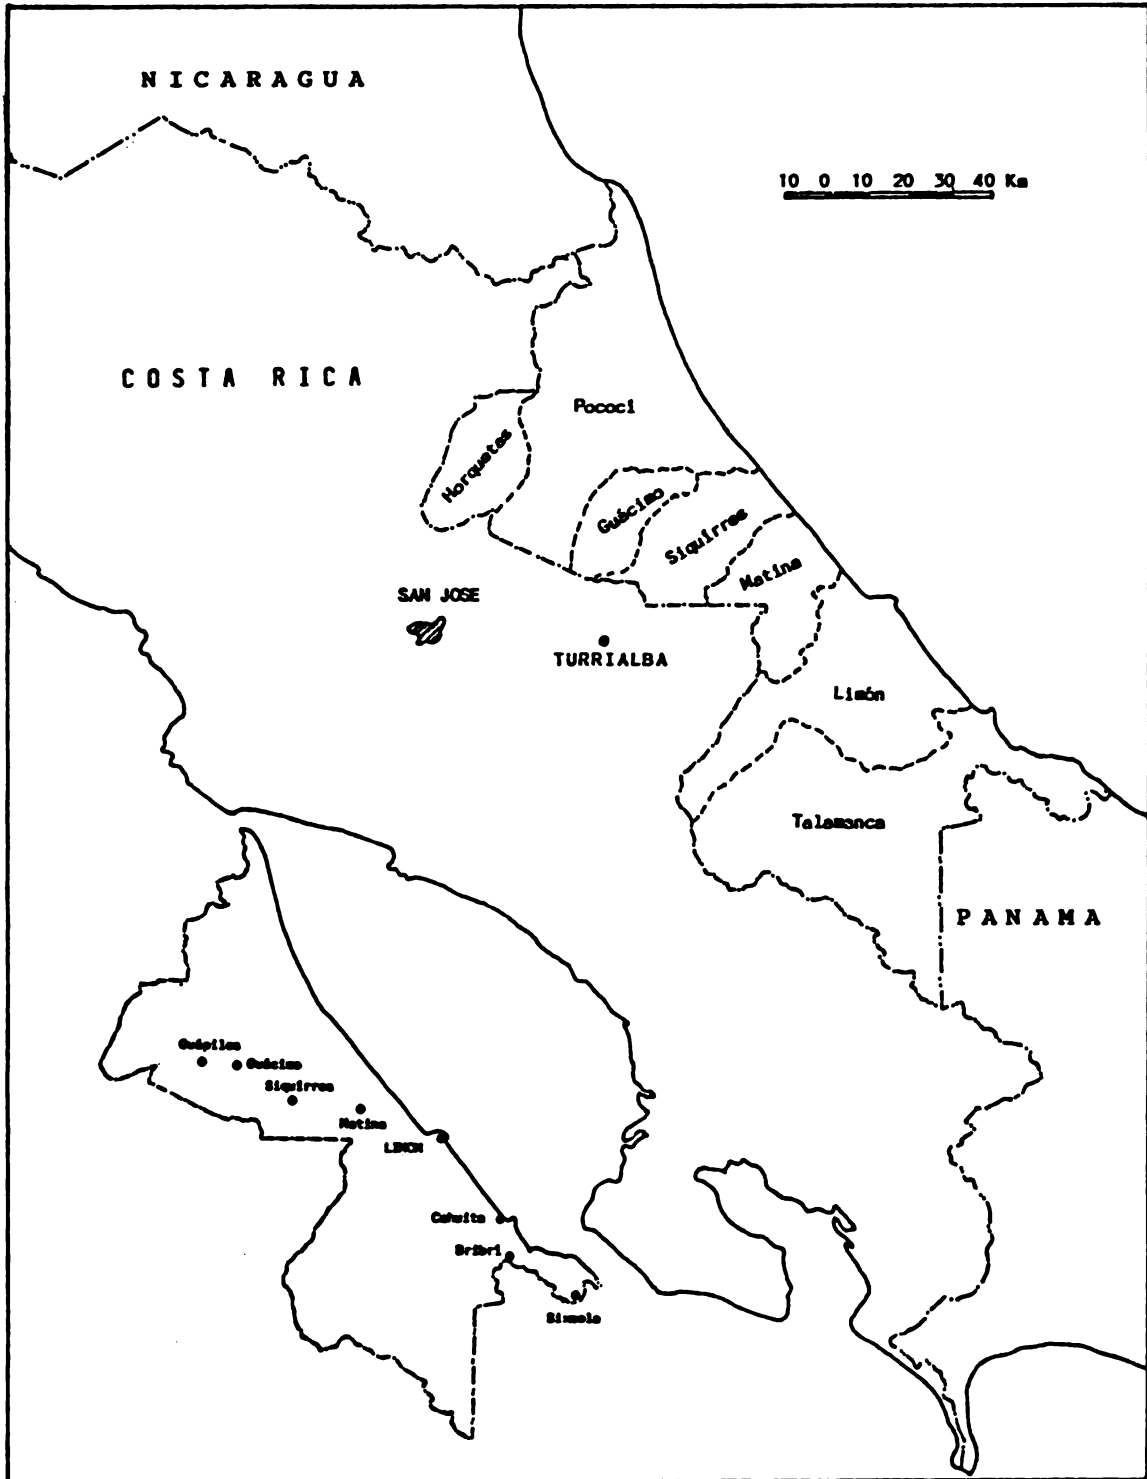 NICARAGUA
10 0 10 20 30 40 Km
COSTA RICA
Pococí
Horquetas
Guácimo
Siquirres
Matina
SAN JOSE
TURRIALBA
Limón
Talamanca
PANAMA
Guápiles
Guácimo
Siquirres
Matina
LIMON
Cahuita
Bribri
Sixaola